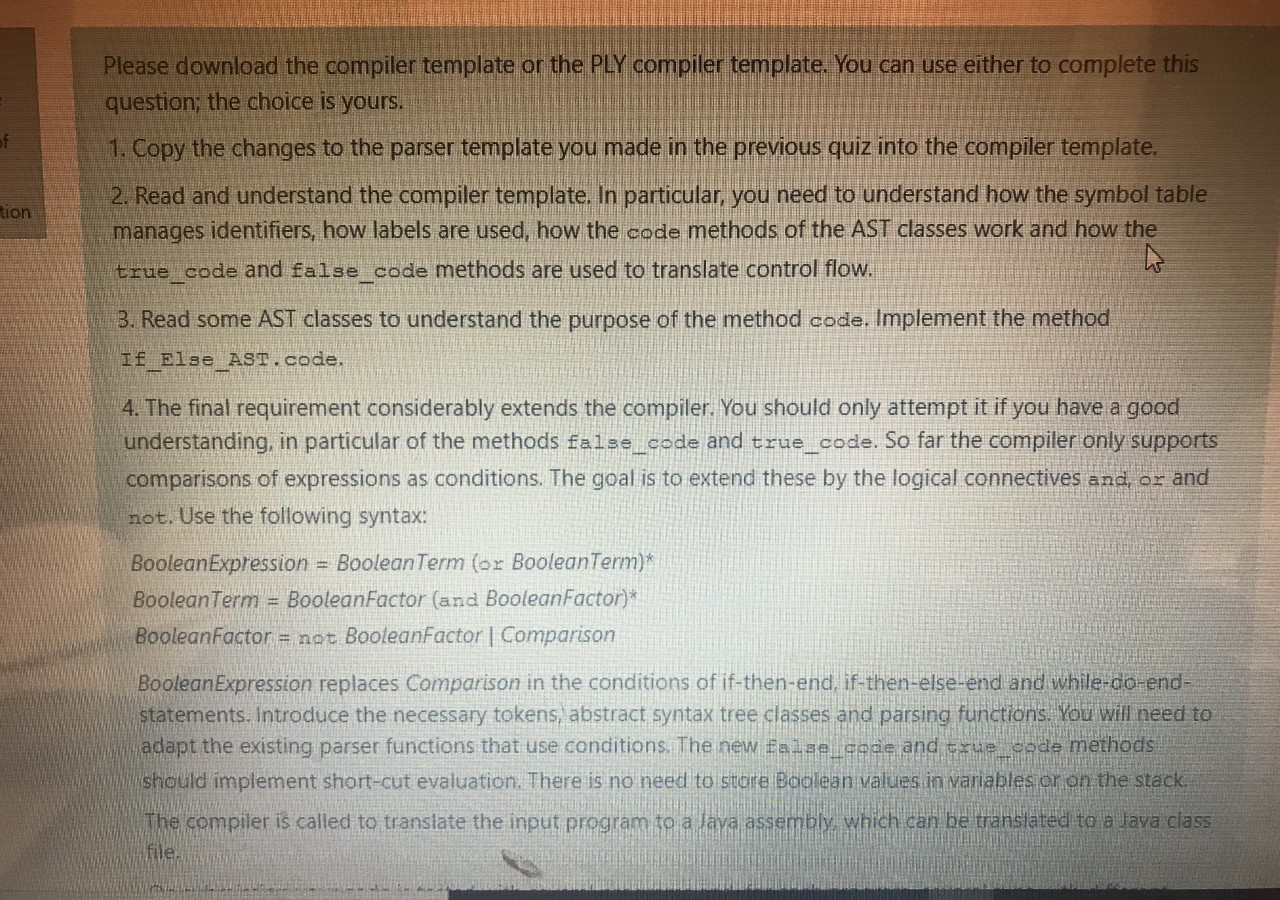 Please download the compiler template or the PLY compiler template. You can use either to complete this
question; the choice is yours.
1. Copy the changes to the parser template you made in the previous quiz into the compiler template.
of
2. Read and understand the compiler template. In particular, you need to understand how the symbol table
tion
manages identifiers, how labels are used, how the code methods of the AST classes work and how the
true_code and false_code methods are used to translate control flow.
3. Read some AST classes to understand the purpose of the method code. Implement the method
If_Else_AST.code.
4. The final requirement considerably extends the compiler. You should only attempt it if you have a good
understanding, in particular of the methods false_code and true_code. So far the compiler only supports
comparisons of expressions as conditions. The goal is to extend these by the logical connectives and, or and
not. Use the following syntax:
BooleanExpression = BooleanTerm (or BooleanTerm)*
BooleanTerm = BooleanFactor (and BooleanFactor)*
BooleanFactor = not BooleanFactor | Comparison
BooleanExpression replaces Comparison in the conditions of if-then-end, if-then-else-end and while-do-end-
statements. Introduce the necessary tokens, abstract syntax tree classes and parsing functions. You will need to
adapt the existing parser functions that use conditions. The new false_code and true_code methods
should implement short-cut evaluation. There is no need to store Boolean values in variables or on the stack.
The compiler is called to translate the input program to a Java assembly, which can be translated to a Java class
file.